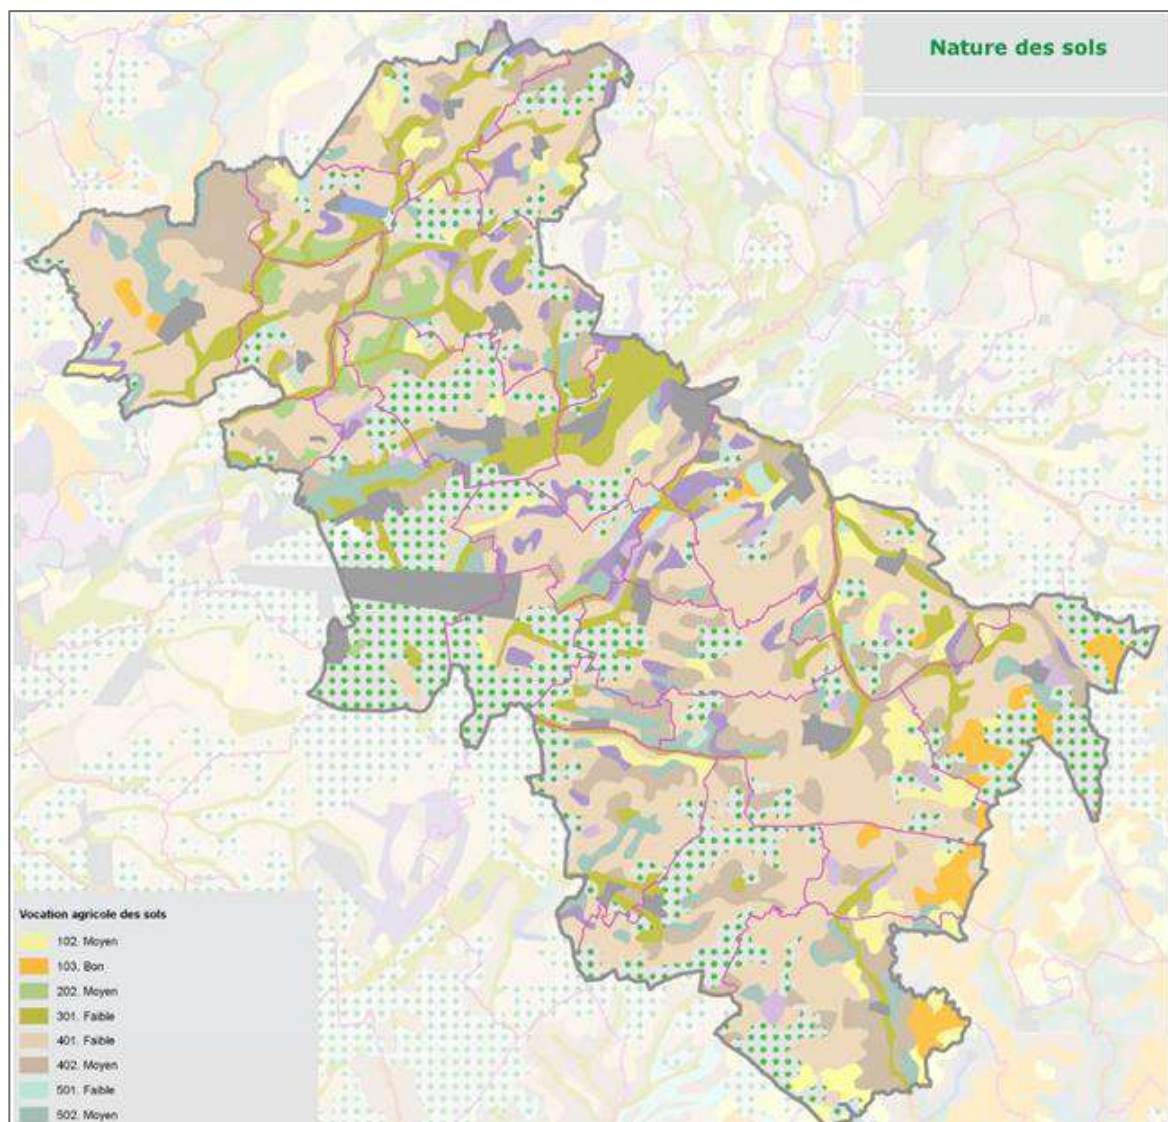 Nature des sols
Vocation agricole des sols
102. Moyen
103. Bon
202. Moyen
301. Faible
401. Faible
402. Moyen
501. Faible
502. Moyen